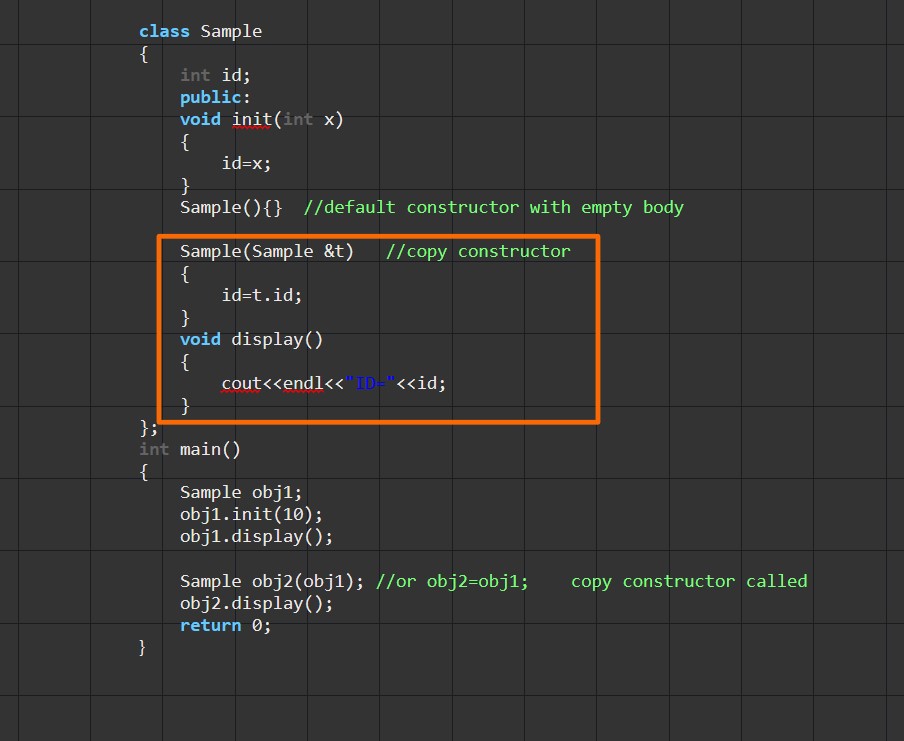 class Sample
{
    int id;
    public:
    void init(int x)
    {
        id=x;
    }
    Sample(){}  //default constructor with empty body
    Sample(Sample &t)   //copy constructor
    {
        id=t.id;
    }
    void display()
    {
        cout<<endl<<"ID="<<id;
    }
};
int main()
{
    Sample obj1;
    obj1.init(10);
    obj1.display();
    Sample obj2(obj1); //or obj2=obj1;    copy constructor called
    obj2.display();
    return 0;
}